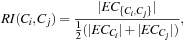 RI(C_i, C_j) = \frac{|EC_{\{C_i, C_j\}}|}{\frac{1}{2}(|EC_{C_i}| + |EC_{C_j}|)},